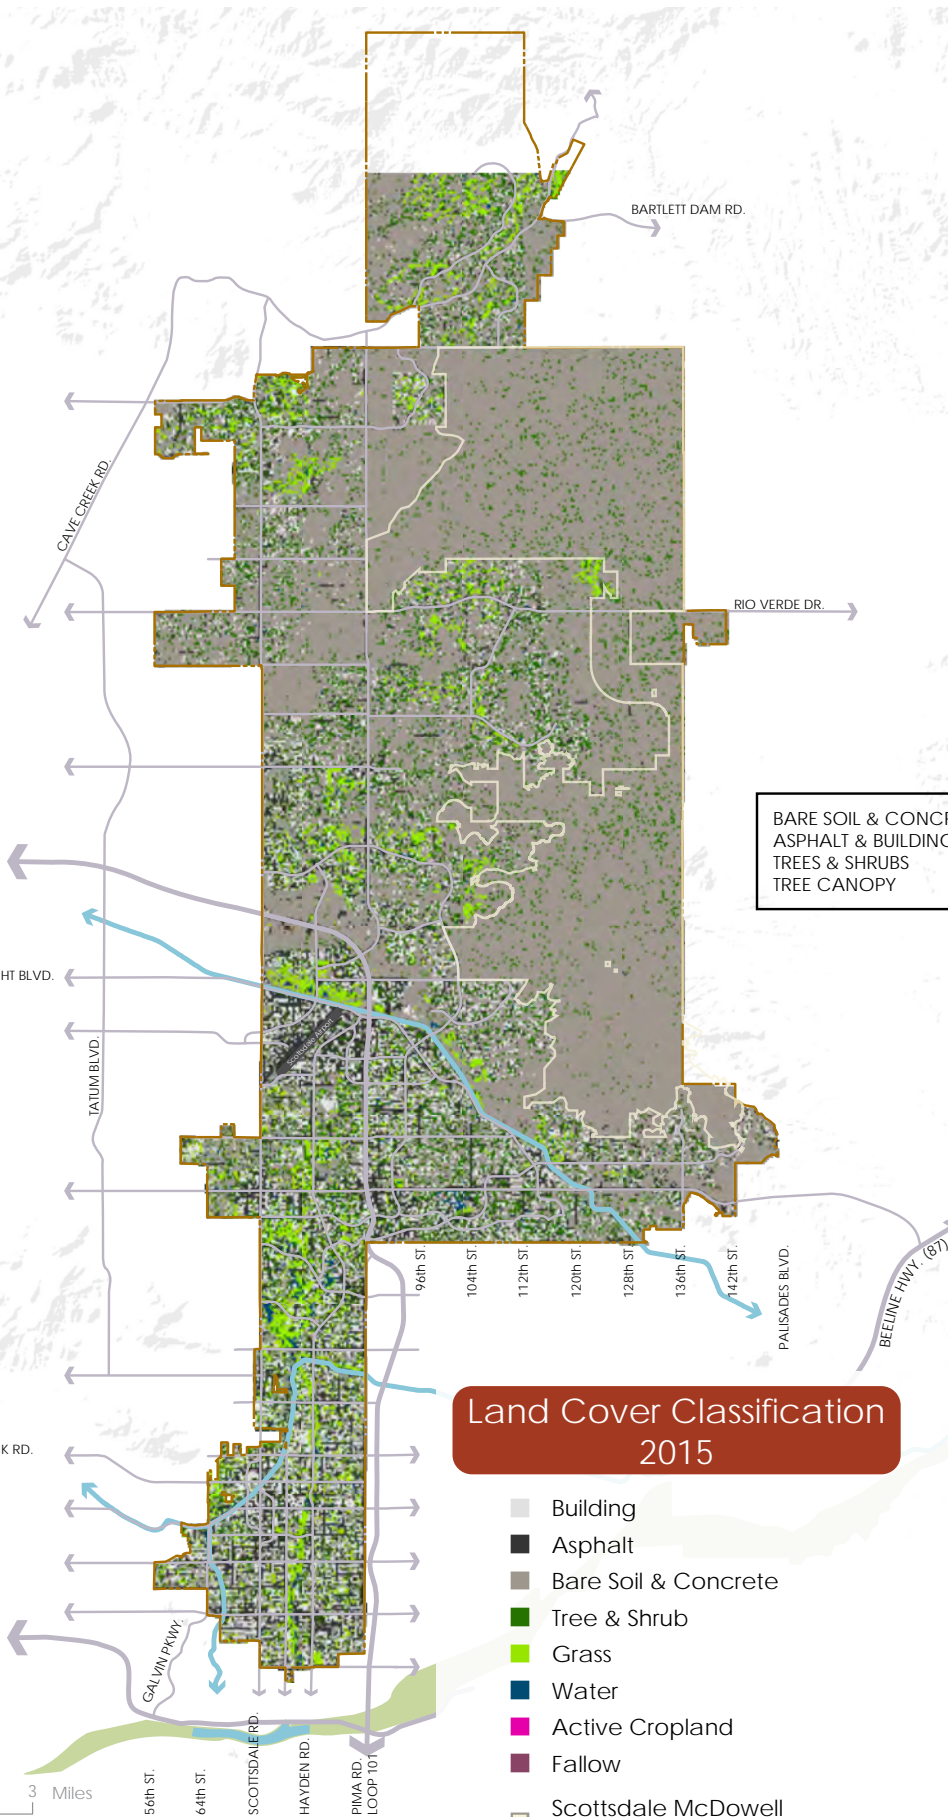 BARTLETT DAM RD.
CAVE CREEK RD.
RIO VERDE DR.
BARE SOIL & CONCR
ASPHALT & BUILDING
TREES & SHRUBS
TREE CANOPY
HT BLVD.
Scottsdale Airport
TATUM BLVD.
96th ST.
104th ST.
112th ST.
120th ST.
128th ST.
136th ST.
142th ST.
PALISADES BLVD.
BEELINE HWY. (87)
Land Cover Classification
2015
K RD.
Building
Asphalt
Bare Soil & Concrete
Tree & Shrub
Grass
Water
Active Cropland
Fallow
Scottsdale McDowell
GALVIN PKWY.
3 Miles
56th ST.
64th ST.
SCOTTSDALE RD.
HAYDEN RD.
PIMA RD.
LOOP 101